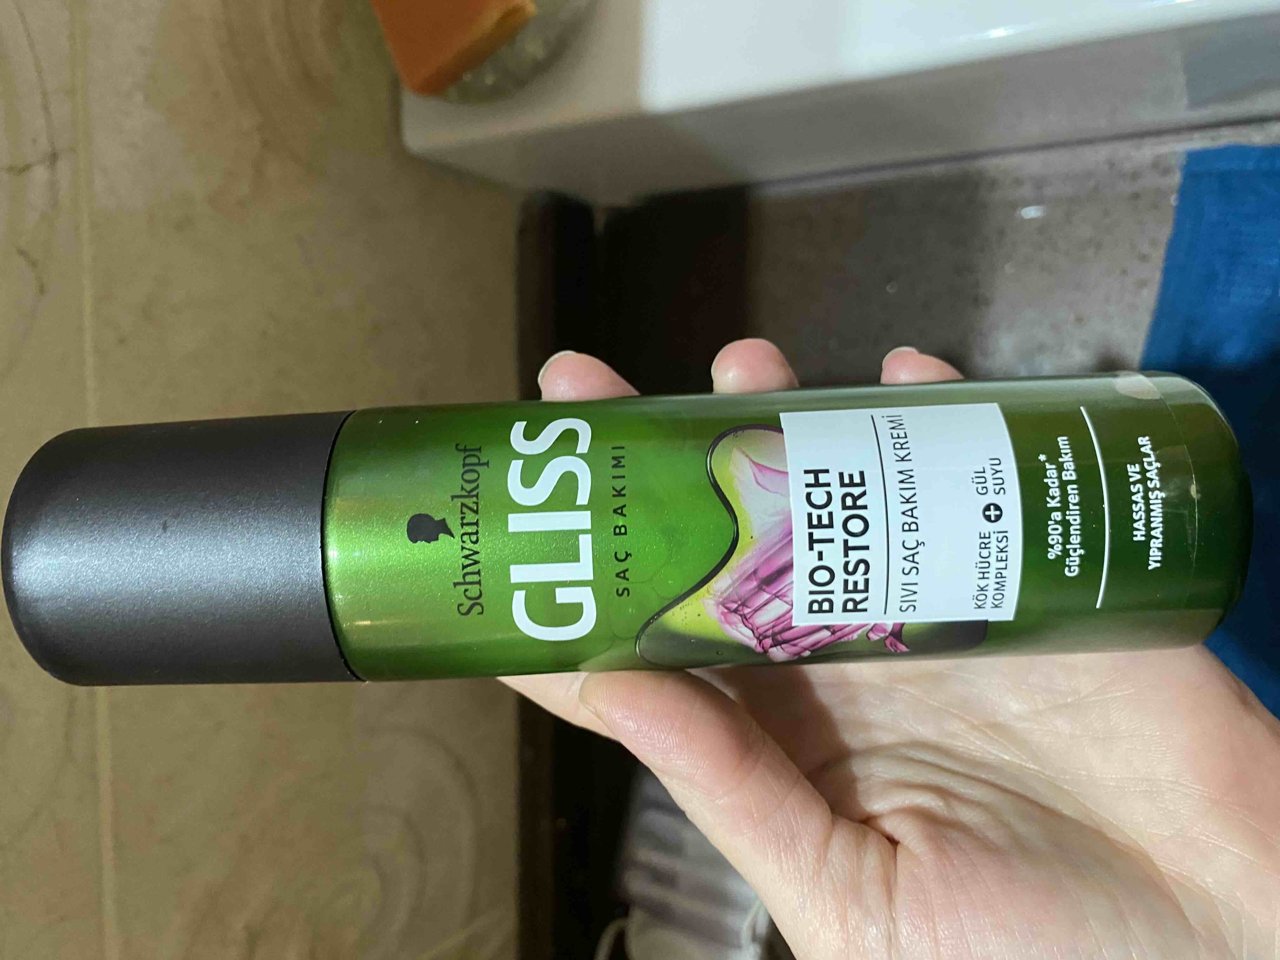 Schwarzkopf
GLISS
SAÇ BAKIMI
BIO-TECH
RESTORE
SIVI SAÇ BAKIM KREMİ
KÖK HÜCRE
KOMPLEKSİ + GÜL
SUYU
%90'a Kadar*
Güçlendiren Bakım
HASSAS VE
YIPRANMIŞ SAÇLAR